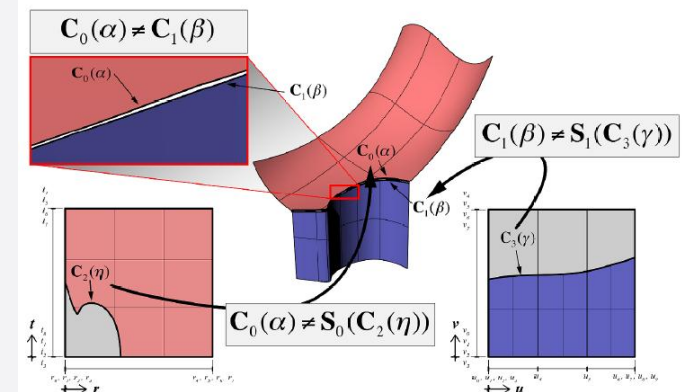 C₀(α) ≠ C₁(β)
C₀(α)
C₁(β)
C₀(α)
C₁(β)
C₁(β) ≠ S₁(C₃(γ))
C₂(η)
C₃(γ)
C₀(α) ≠ S₀(C₂(η))
t
r
v
u